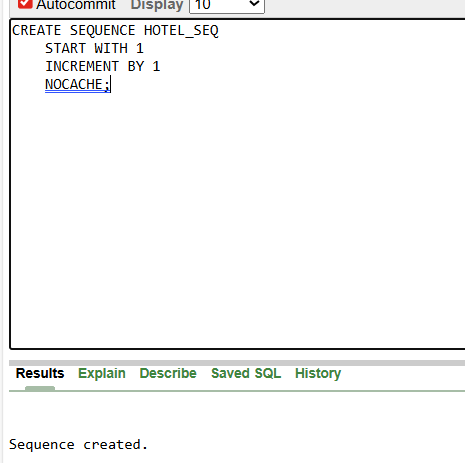 Autocommit Display 10
CREATE SEQUENCE HOTEL_SEQ
    START WITH 1
    INCREMENT BY 1
    NOCACHE;
Results Explain Describe Saved SQL History
Sequence created.